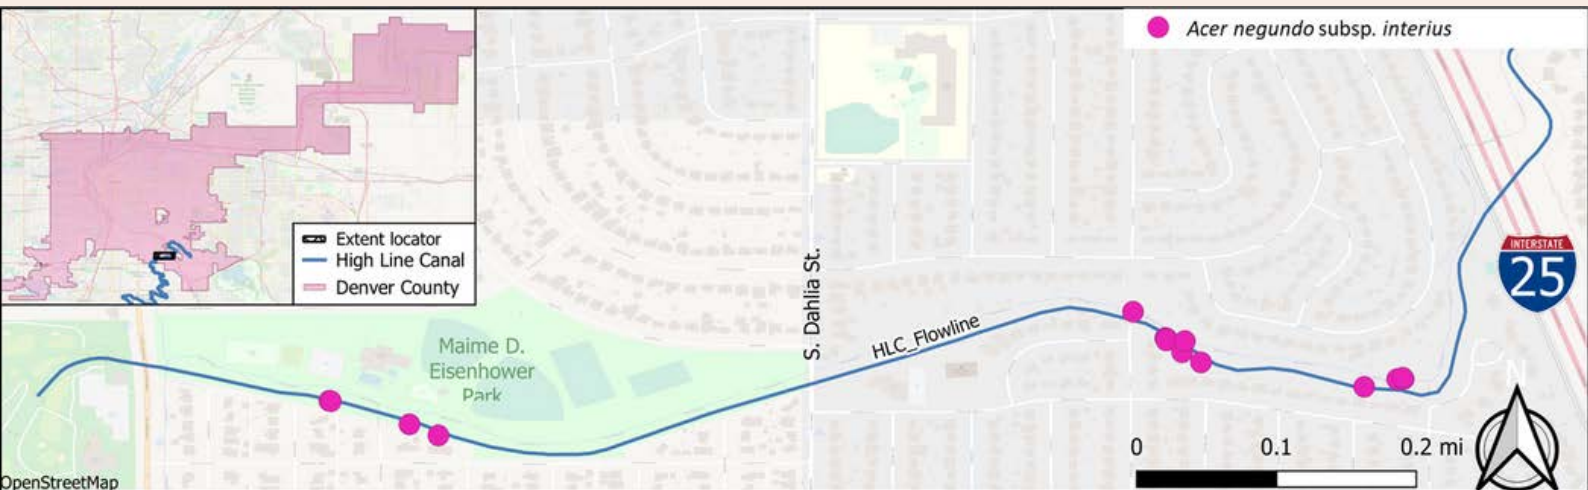 Acer negundo subsp. interius
Extent locator
High Line Canal
Denver County
S. Dahlia St.
HLC_Flowline
Maime D.
Eisenhower
Park
INTERSTATE
25
N
0 0.1 0.2 mi
OpenStreetMap